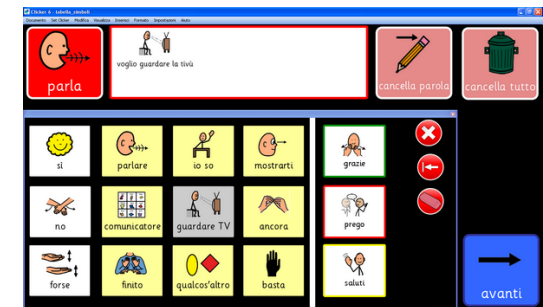 Clicker 6 - tabella_simboli
Documento Set Clicker Modifica Visualizza Inserisci Formato Impostazioni Aiuto
parla
voglio guardare la tivù
cancella parola
cancella tutto
sì
parlare
io so
mostrarti
grazie
no
comunicatore
guardare TV
ancora
prego
forse
finito
qualcos'altro
basta
saluti
avanti